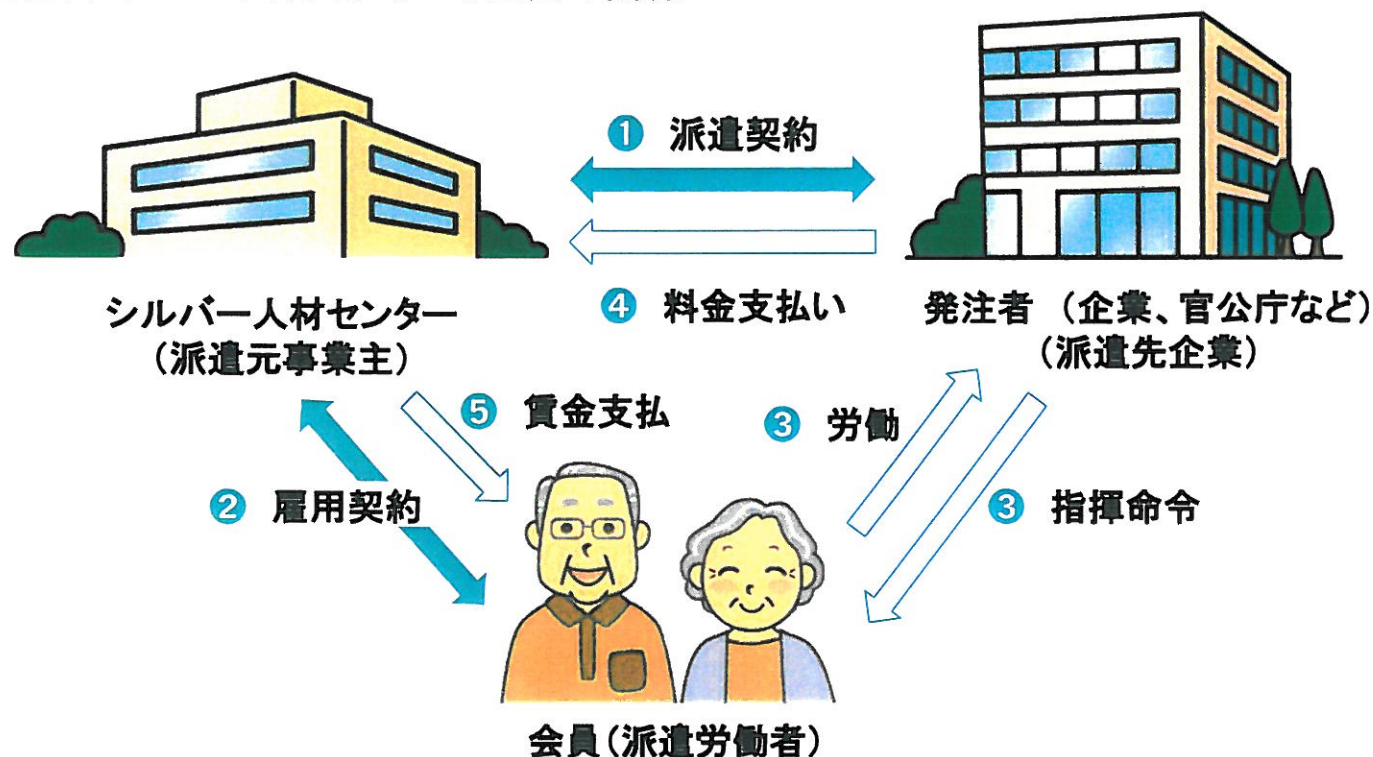 ❶ 派遣契約
❹ 料金支払い
シルバー人材センター
(派遣元事業主)
発注者 (企業、官公庁など)
(派遣先企業)
❺ 賃金支払
❸ 労働
❷ 雇用契約
❸ 指揮命令
会員(派遣労働者)